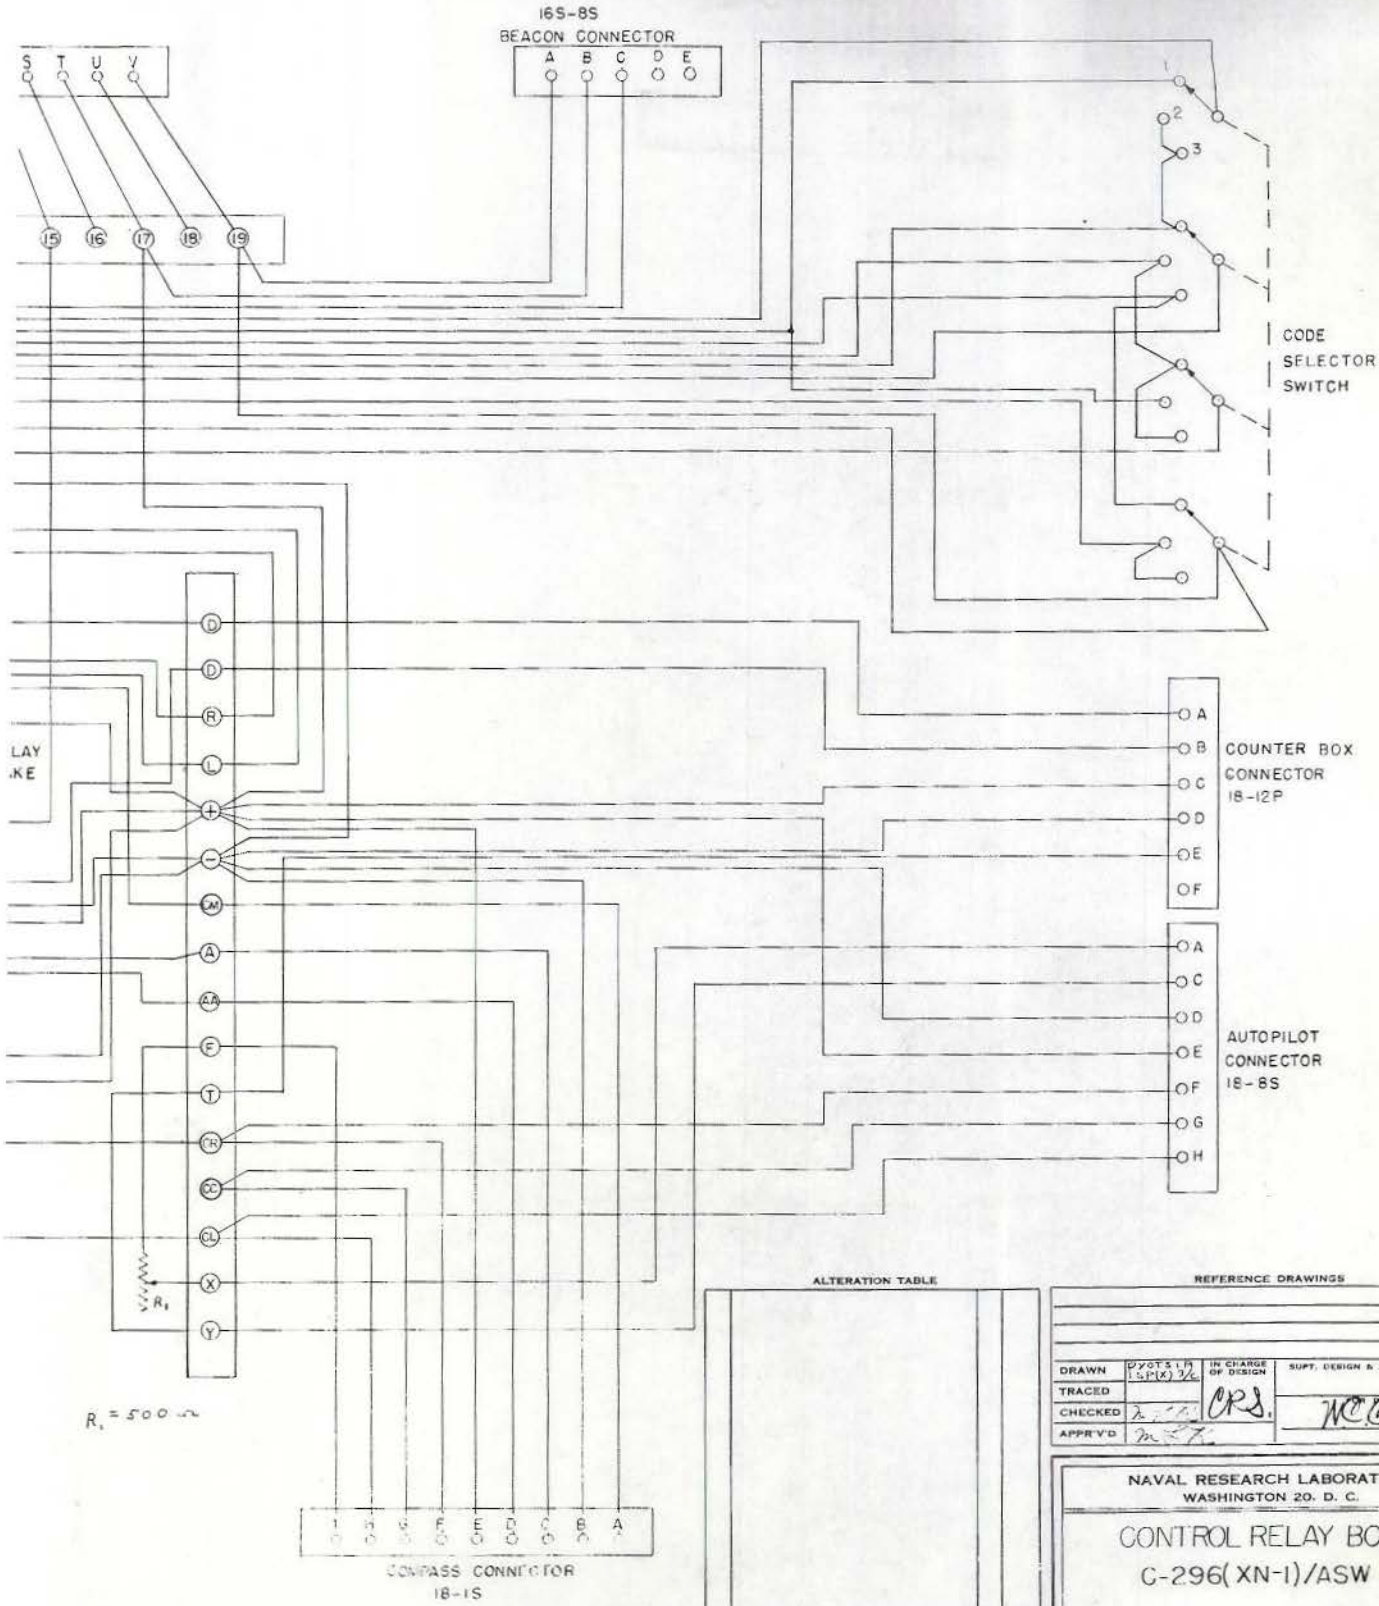 16S-8S
BEACON CONNECTOR
S T U V
A B C D E
1
2
3
15 16 17 18 19
CODE
SELECTOR
SWITCH
D
D
R
L
+
−
CM
A
AA
F
T
CR
CC
CL
X
Y
LAY
KE
A
B
C
D
E
F
COUNTER BOX
CONNECTOR
18-12P
A
C
D
E
F
G
H
AUTOPILOT
CONNECTOR
18-8S
R₁
R₁ = 500 Ω
H G F E D C B A
COMPASS CONNECTOR
18-1S
ALTERATION TABLE
REFERENCE DRAWINGS
DRAWN
IN CHARGE
OF DESIGN
SUPT. DESIGN &
TRACED
CHECKED
CRS.
APPR'V'D
NAVAL RESEARCH LABORAT
WASHINGTON 20. D. C.
CONTROL RELAY BO
C-296(XN-1)/ASW